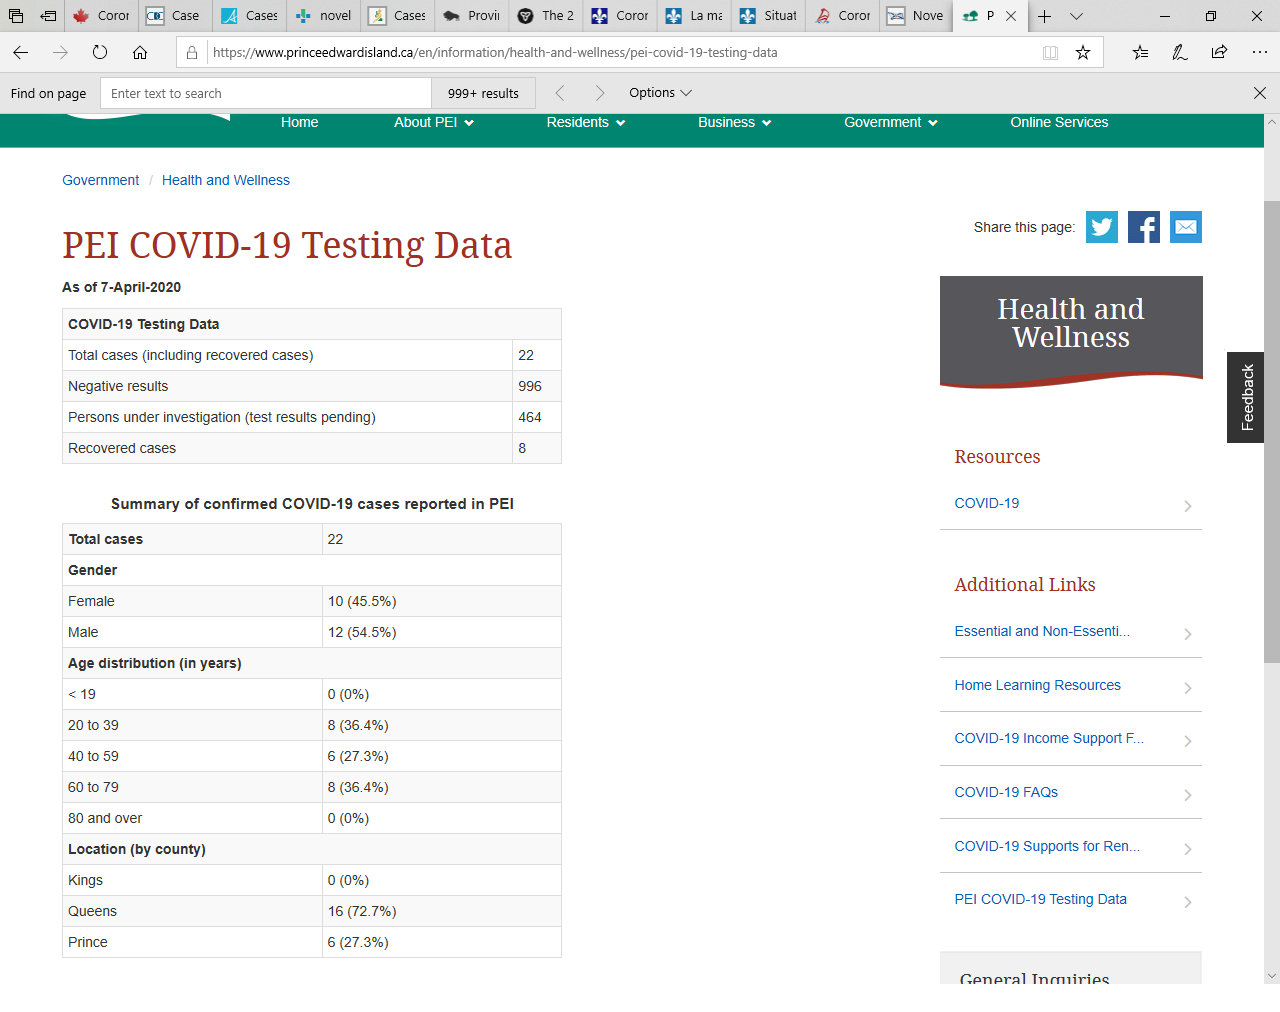 Coror
Case
Cases
novel
Cases
Provii
The 2
Coror
La ma
Situat
Coror
Nove
P
https://www.princeedwardisland.ca/en/information/health-and-wellness/pei-covid-19-testing-data
Find on page
Enter text to search
999+ results
Options
Home
About PEI
Residents
Business
Government
Online Services
Government / Health and Wellness
Share this page:
PEI COVID-19 Testing Data
As of 7-April-2020
COVID-19 Testing Data
Total cases (including recovered cases) 22
Negative results 996
Persons under investigation (test results pending) 464
Recovered cases 8
Summary of confirmed COVID-19 cases reported in PEI
Total cases 22
Gender
Female 10 (45.5%)
Male 12 (54.5%)
Age distribution (in years)
< 19 0 (0%)
20 to 39 8 (36.4%)
40 to 59 6 (27.3%)
60 to 79 8 (36.4%)
80 and over 0 (0%)
Location (by county)
Kings 0 (0%)
Queens 16 (72.7%)
Prince 6 (27.3%)
Health and
Wellness
Feedback
Resources
COVID-19
Additional Links
Essential and Non-Essenti...
Home Learning Resources
COVID-19 Income Support F...
COVID-19 FAQs
COVID-19 Supports for Ren...
PEI COVID-19 Testing Data
General Inquiries